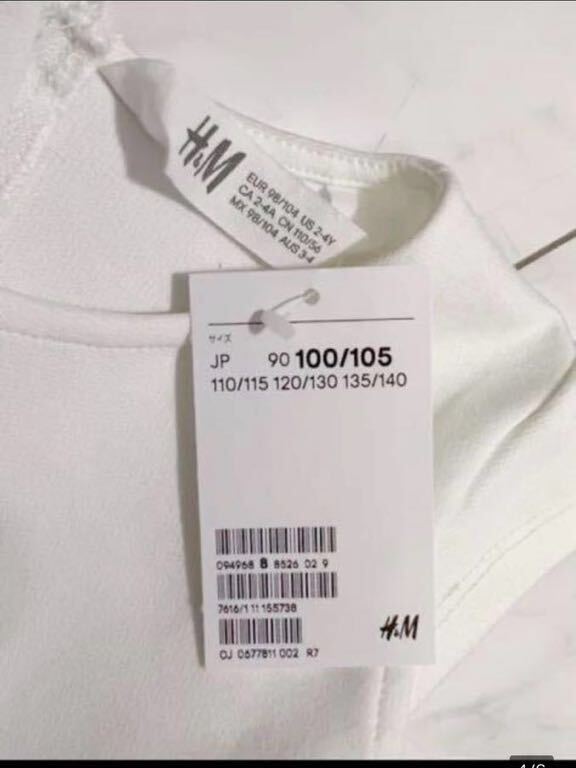 H&M
EUR 98/104 US 2-4Y
CA 2-4A CN 110/56
MX 98/104 AUS 3-4
サイズ
JP 90 100/105
110/115 120/130 135/140
094968 8 8526 02 9
7616/1 11 155738
OJ 0677811 002 R7
H&M